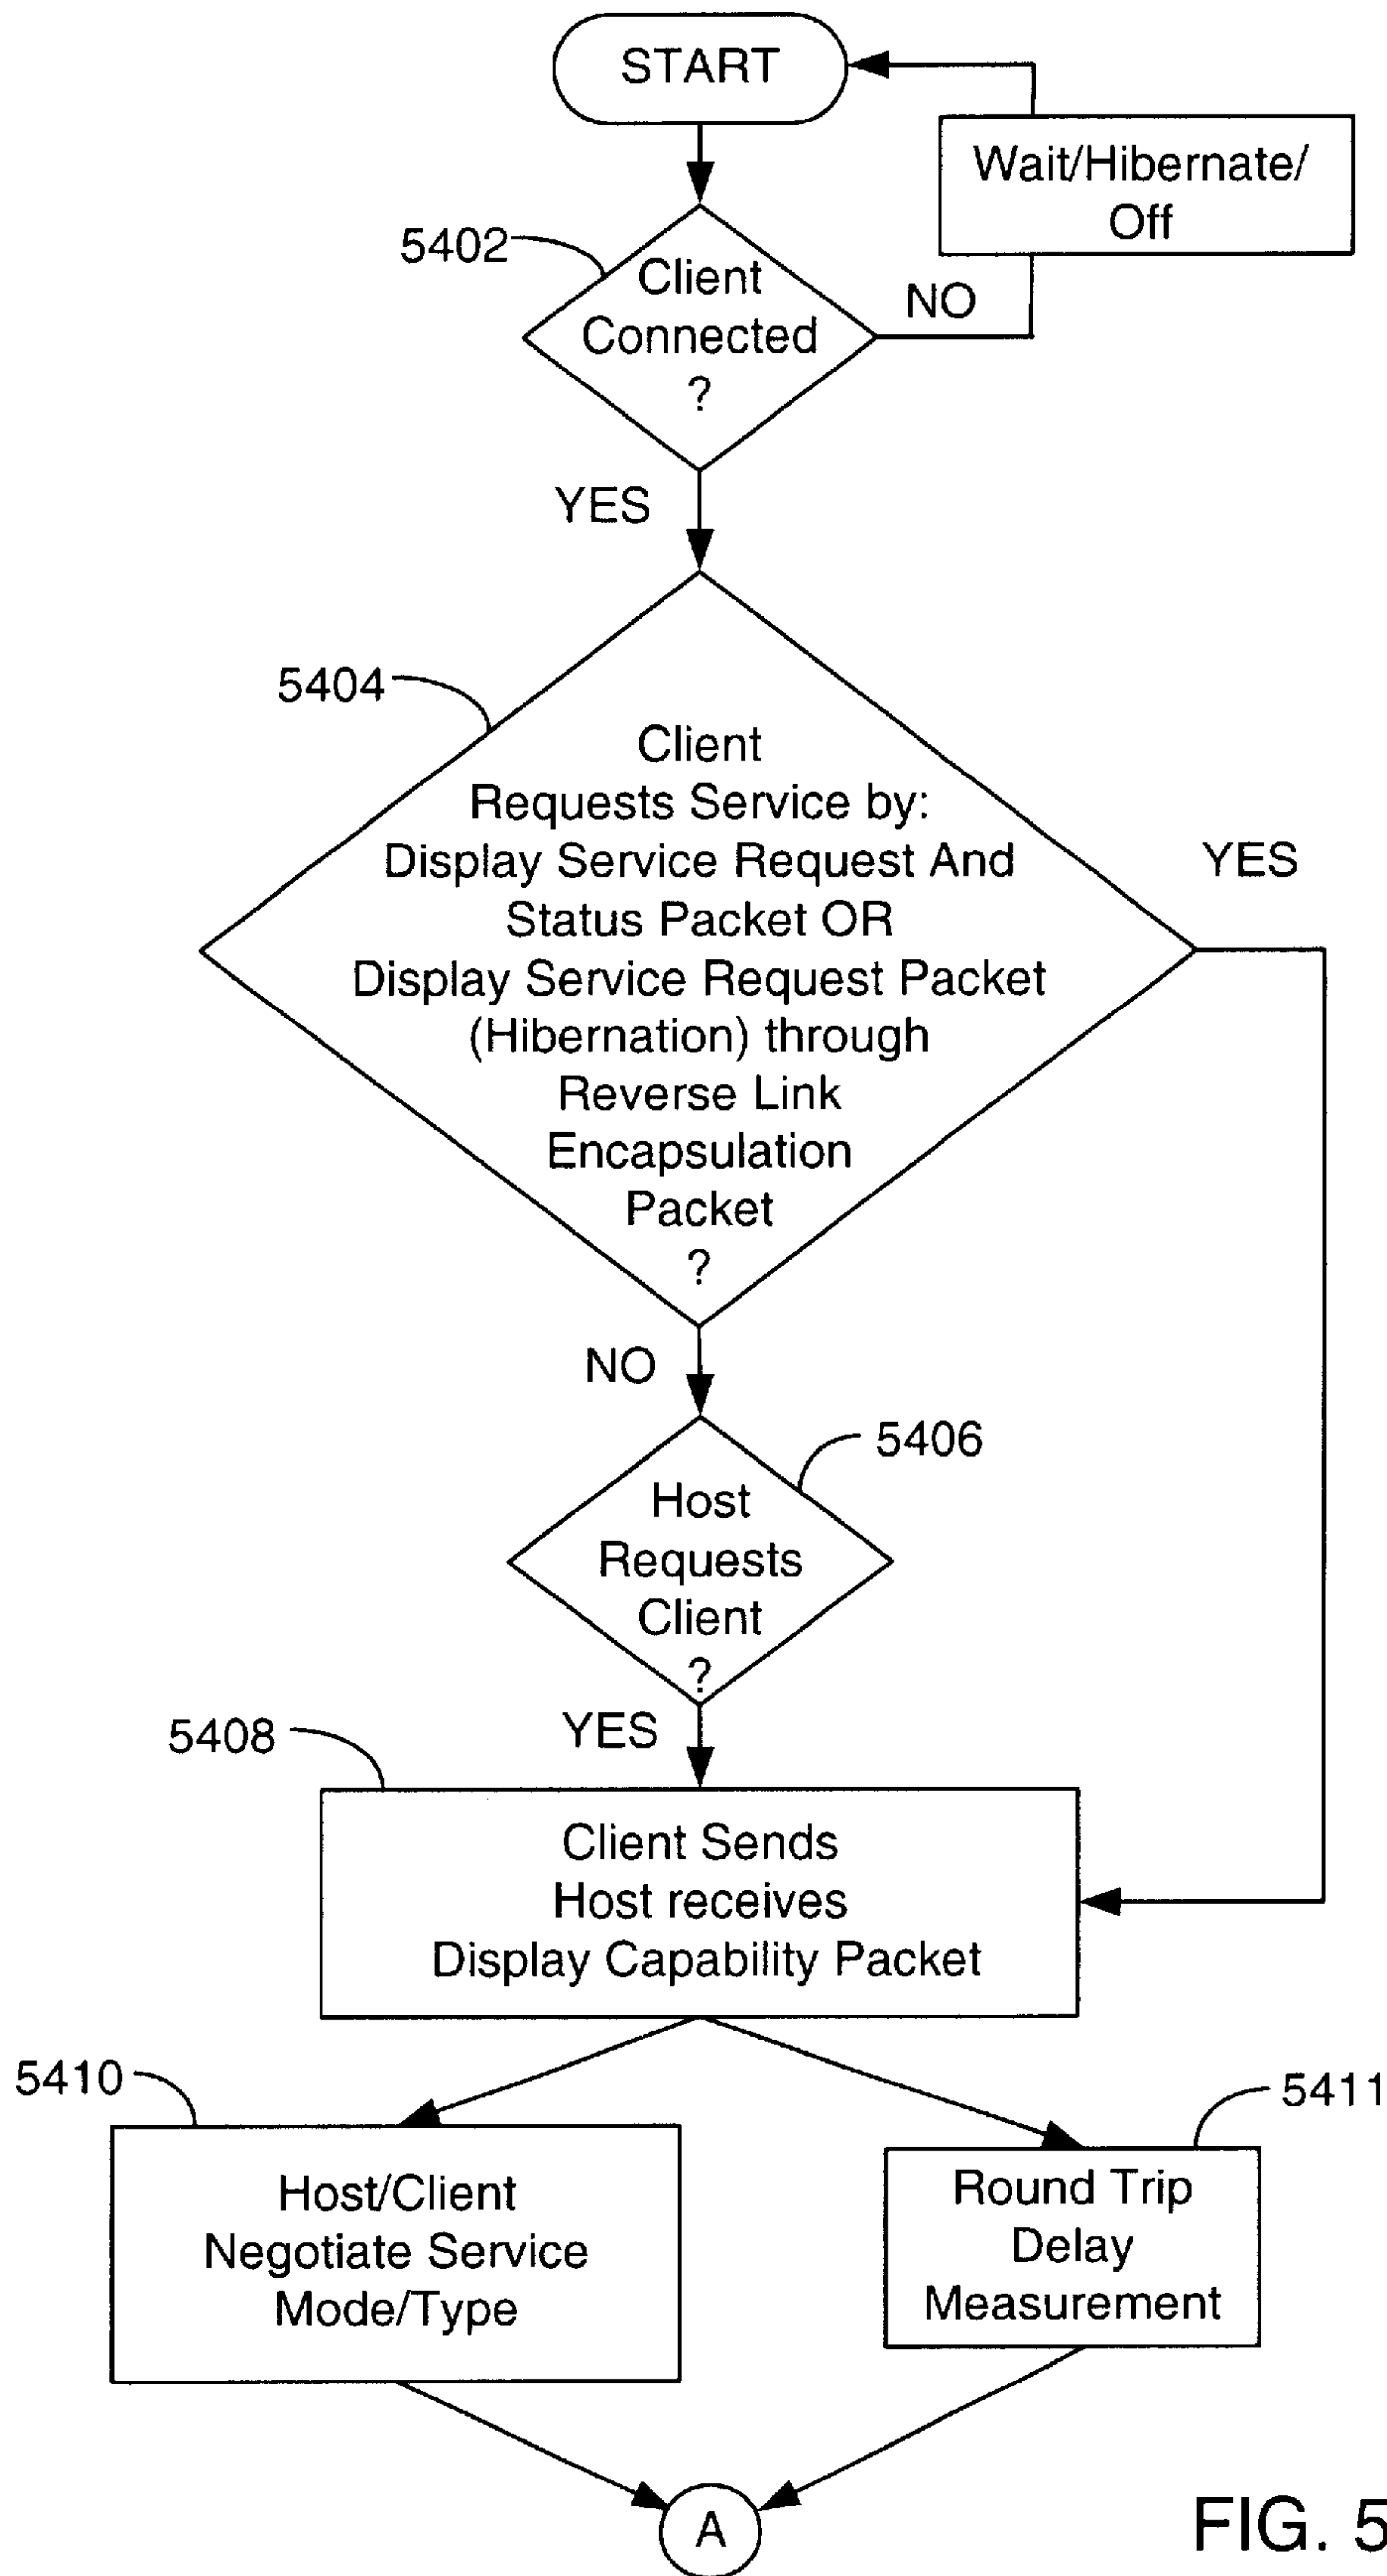 START
Wait/Hibernate/
Off
5402
Client
Connected
?
NO
YES
5404
Client
Requests Service by:
Display Service Request And
Status Packet OR
Display Service Request Packet
(Hibernation) through
Reverse Link
Encapsulation
Packet
?
YES
NO
5406
Host
Requests
Client
?
YES
5408
Client Sends
Host receives
Display Capability Packet
5410
Host/Client
Negotiate Service
Mode/Type
5411
Round Trip
Delay
Measurement
A
FIG. 5